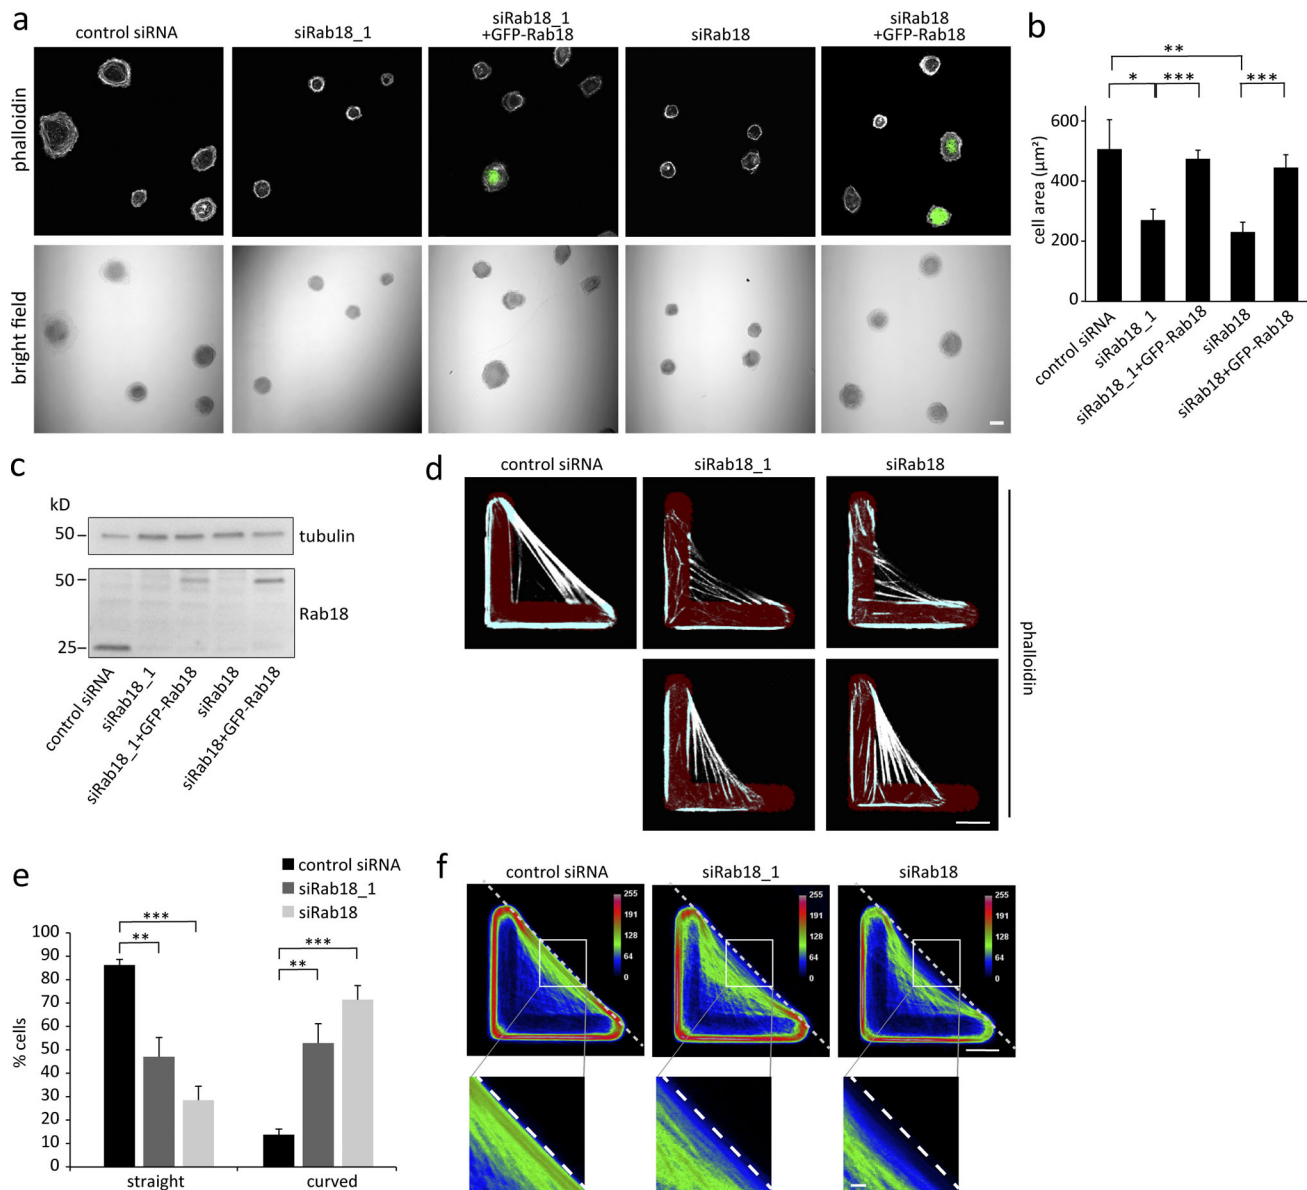 a
control siRNA
siRab18_1
siRab18_1
+GFP-Rab18
siRab18
siRab18
+GFP-Rab18
phalloidin
bright field
b
**
* ***
***
cell area (µm²)
600
400
200
0
control siRNA
siRab18_1
siRab18_1+GFP-Rab18
siRab18
siRab18+GFP-Rab18
c
kD
50
tubulin
50
25
Rab18
control siRNA
siRab18_1
siRab18_1+GFP-Rab18
siRab18
siRab18+GFP-Rab18
d
control siRNA
siRab18_1
siRab18
phalloidin
e
control siRNA
siRab18_1
siRab18
% cells
100
90
80
70
60
50
40
30
20
10
0
***
**
***
**
straight
curved
f
control siRNA
siRab18_1
siRab18
255
191
128
64
0
255
191
128
64
0
255
191
128
64
0